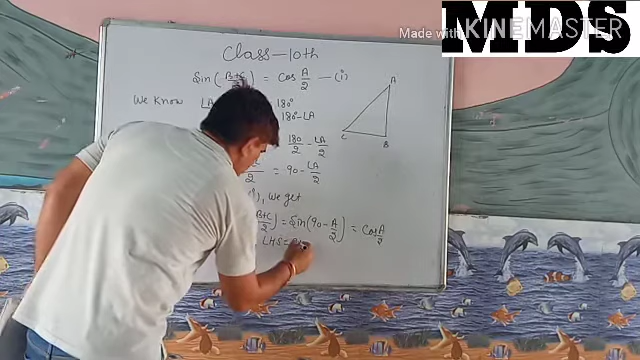 Made with KINEMASTER
MDS
Class-10th
Sin(B+C/2) = Cos A/2 — (i)
We know ∠A 180°
180°-∠A
180/2 - ∠A/2
/2 = 90 - ∠A/2
), we get
B+C/2) = Sin(90 - A/2) = Cos A/2
LHS =
A
C
B